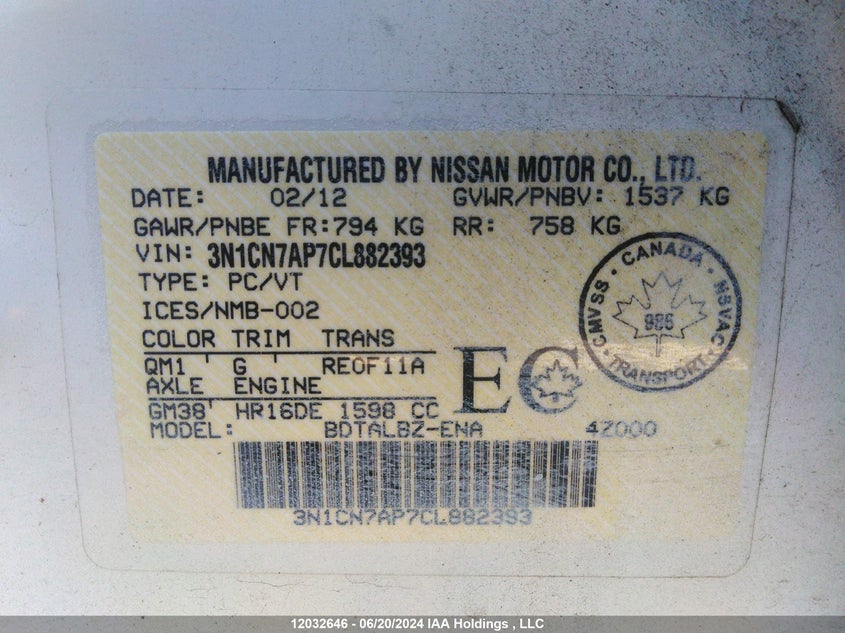 MANUFACTURED BY NISSAN MOTOR CO., LTD.
DATE: 02/12 GVWR/PNBV: 1537 KG
GAWR/PNBE FR:794 KG RR: 758 KG
VIN: 3N1CN7AP7CL882393
TYPE: PC/VT
ICES/NMB-002
COLOR TRIM TRANS
QM1 ' G ' RE0F11A
AXLE ENGINE
GM38' HR16DE 1598 CC
MODEL: BDTALBZ-ENA 4Z000
EC
CMVSS · CANADA · NSVAC · TRANSPORT ·
3N1CN7AP7CL882393
12032646 - 06/20/2024 IAA Holdings , LLC